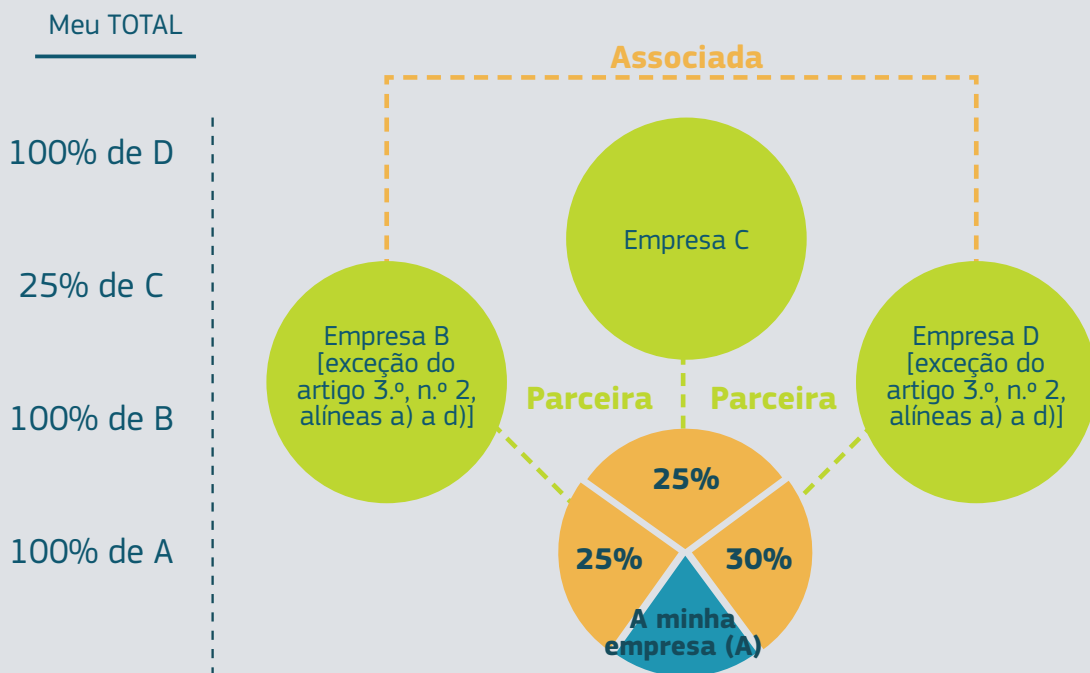 Meu TOTAL
100% de D
25% de C
100% de B
100% de A
Associada
Empresa C
Empresa B
[exceção do
artigo 3.º, n.º 2,
alíneas a) a d)]
Empresa D
[exceção do
artigo 3.º, n.º 2,
alíneas a) a d)]
Parceira
Parceira
25%
25%
30%
A minha
empresa (A)